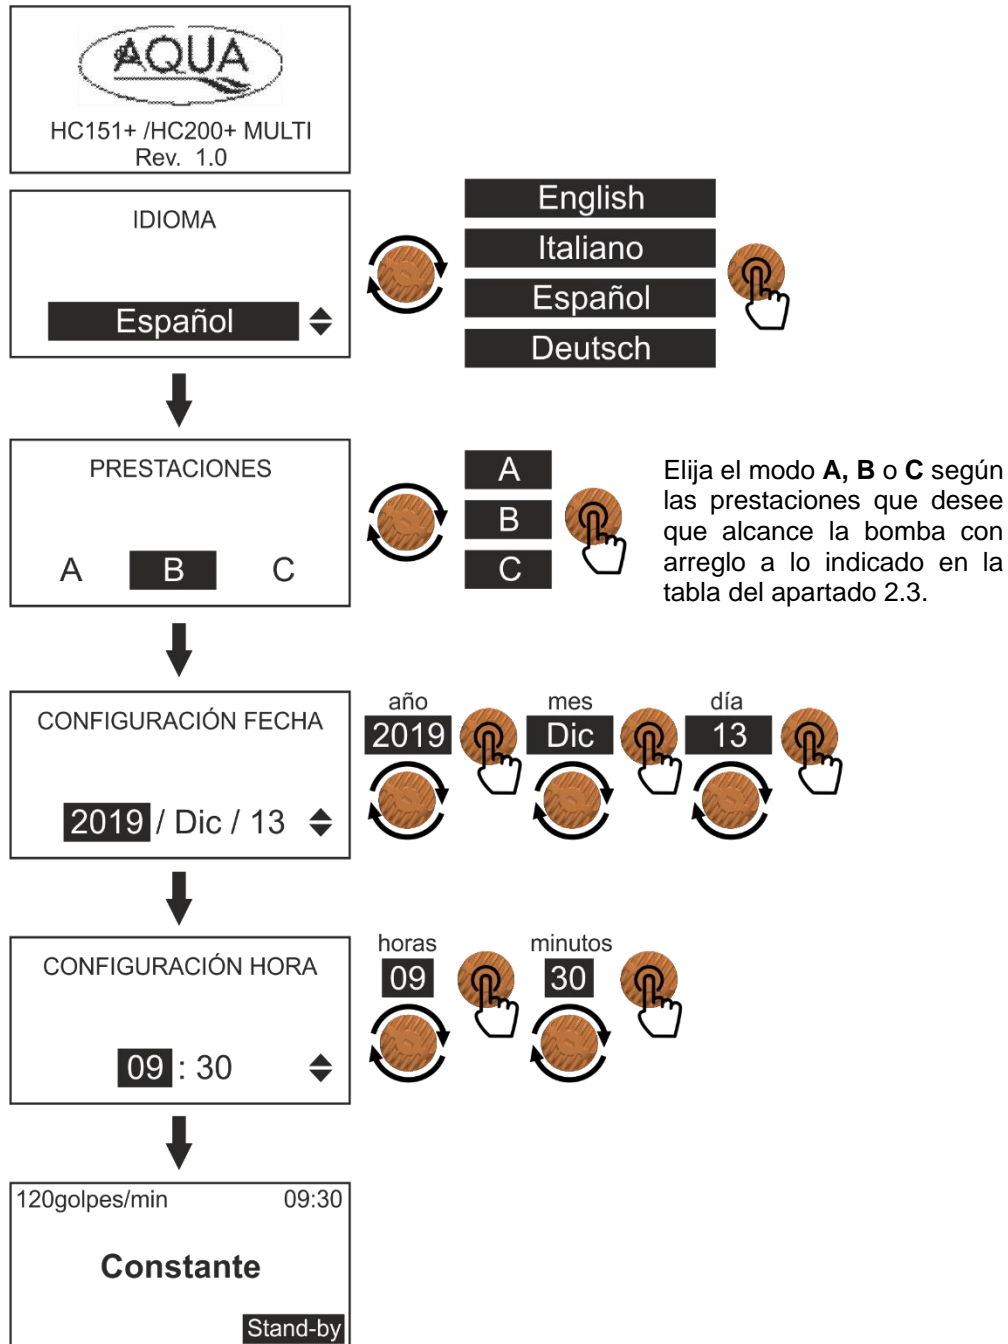 AQUA
HC151+ /HC200+ MULTI
Rev. 1.0
IDIOMA
Español
English
Italiano
Español
Deutsch
PRESTACIONES
A B C
A
B
C
Elija el modo A, B o C según
las prestaciones que desee
que alcance la bomba con
arreglo a lo indicado en la
tabla del apartado 2.3.
CONFIGURACIÓN FECHA
2019 / Dic / 13
año mes día
2019 Dic 13
CONFIGURACIÓN HORA
09 : 30
horas minutos
09 30
120golpes/min 09:30
Constante
Stand-by